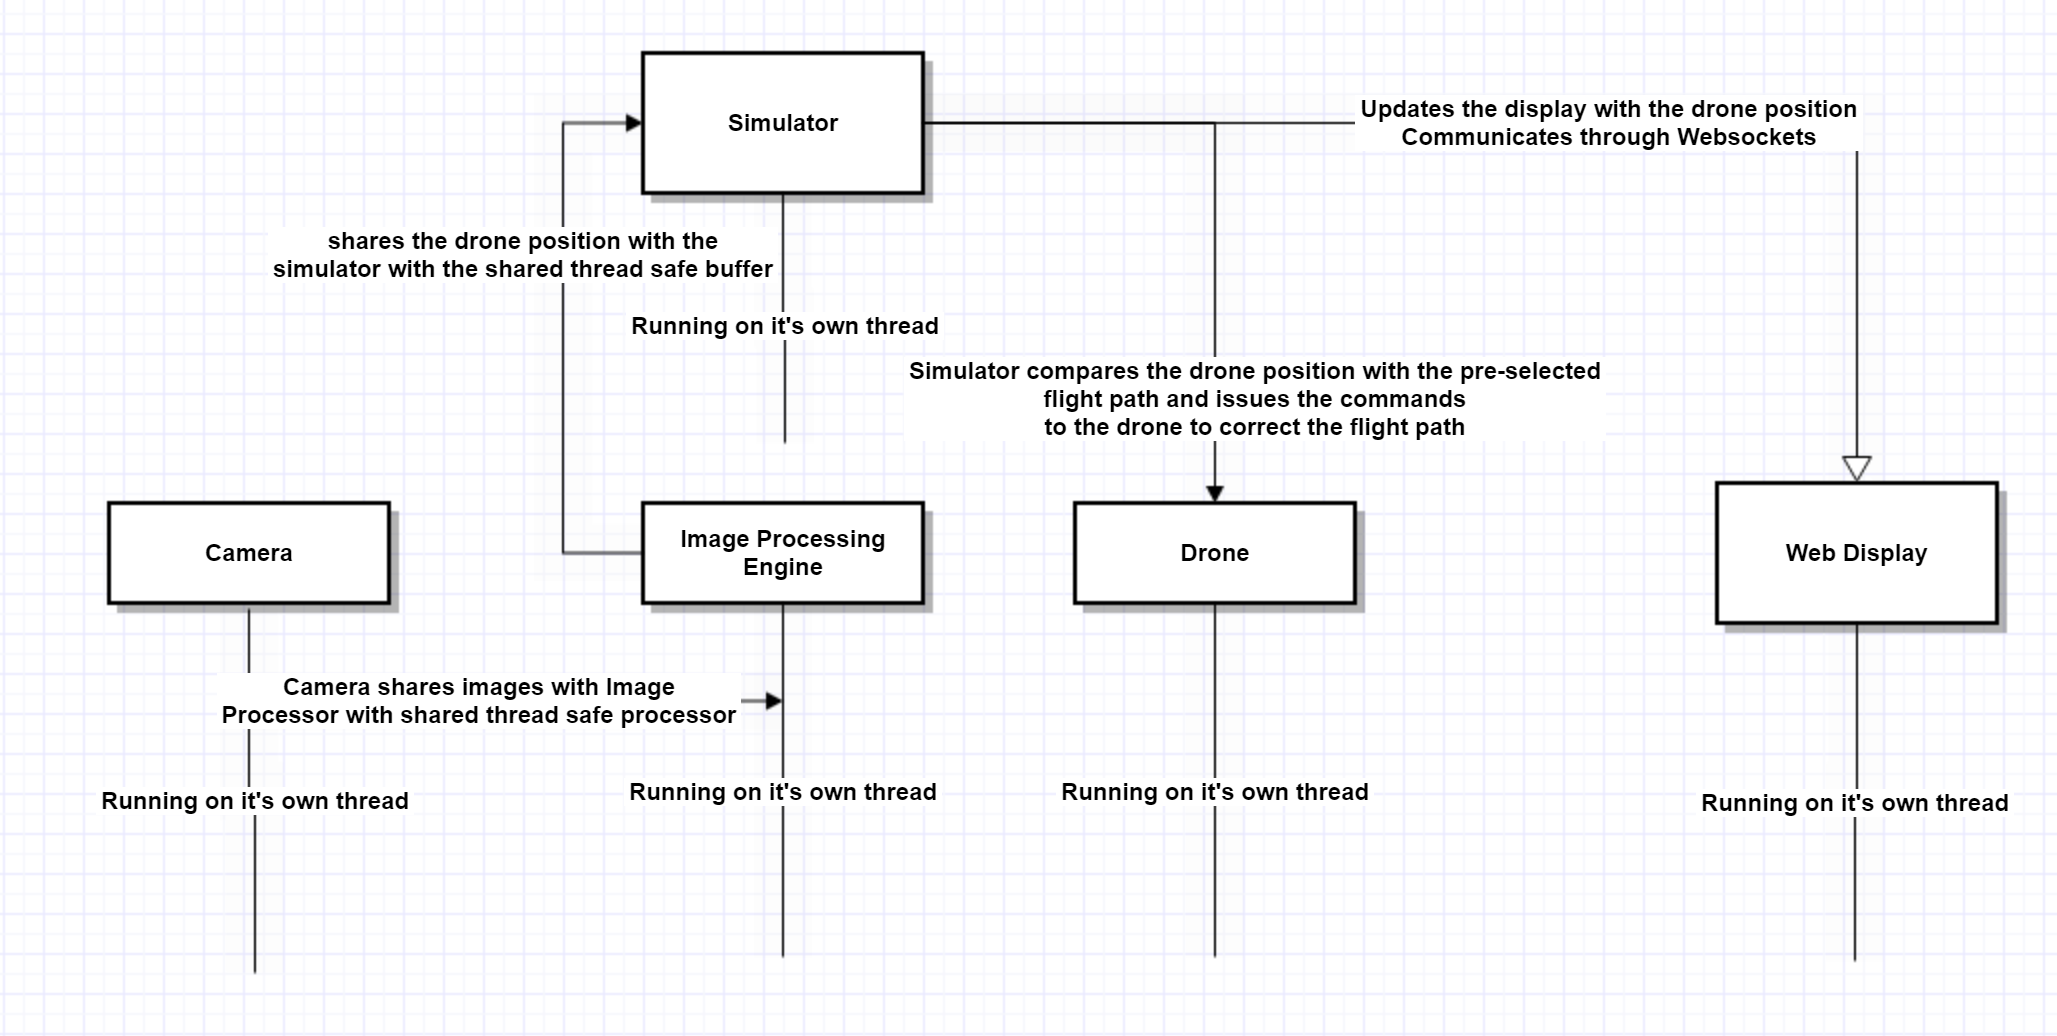 Simulator
Updates the display with the drone position
Communicates through Websockets
shares the drone position with the
simulator with the shared thread safe buffer
Running on it's own thread
Simulator compares the drone position with the pre-selected
flight path and issues the commands
to the drone to correct the flight path
Camera
Image Processing
Engine
Drone
Web Display
Camera shares images with Image
Processor with shared thread safe processor
Running on it's own thread
Running on it's own thread
Running on it's own thread
Running on it's own thread